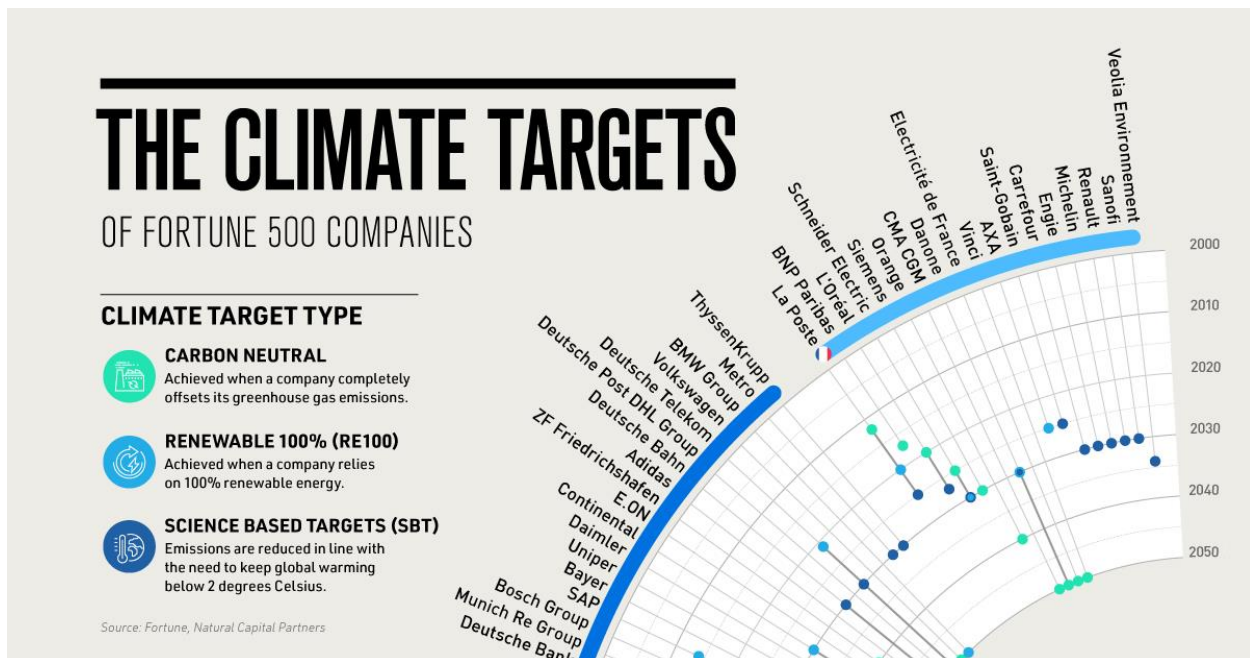 THE CLIMATE TARGETS
OF FORTUNE 500 COMPANIES
CLIMATE TARGET TYPE
CARBON NEUTRAL
Achieved when a company completely
offsets its greenhouse gas emissions.
RENEWABLE 100% (RE100)
Achieved when a company relies
on 100% renewable energy.
SCIENCE BASED TARGETS (SBT)
Emissions are reduced in line with
the need to keep global warming
below 2 degrees Celsius.
Source: Fortune, Natural Capital Partners
Deutsche Bank
Munich Re Group
Bosch Group
SAP
Bayer
Uniper
Daimler
Continental
E.ON
ZF Friedrichshafen
Adidas
Deutsche Bahn
Deutsche Post DHL Group
Deutsche Telekom
Volkswagen
BMW Group
Metro
ThyssenKrupp
La Poste
BNP Paribas
L'Oréal
Schneider Electric
Siemens
Orange
CMA CGM
Danone
Electricité de France
Vinci
AXA
Saint-Gobain
Carrefour
Engie
Michelin
Renault
Sanofi
Veolia Environnement
2000
2010
2020
2030
2040
2050